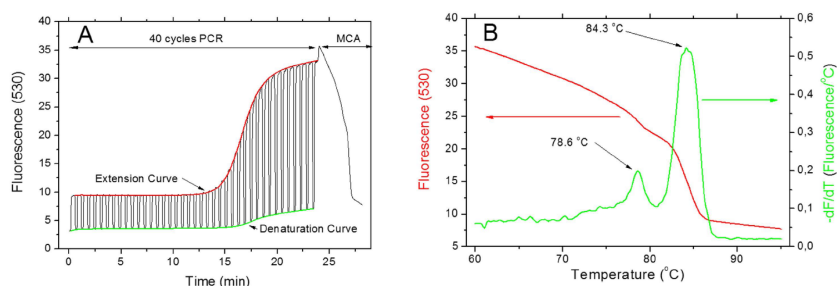 A
40 cycles PCR
MCA
Extension Curve
Denaturation Curve
Fluorescence (530)
40
35
30
25
20
15
10
5
0
0 5 10 15 20 25
Time (min)
B
84.3 °C
78.6 °C
Fluorescence (530)
40
35
30
25
20
15
10
5
60 70 80 90
Temperature (°C)
0,6
0,5
0,4
0,3
0,2
0,1
0,0
-dF/dT (Fluorescence/°C)